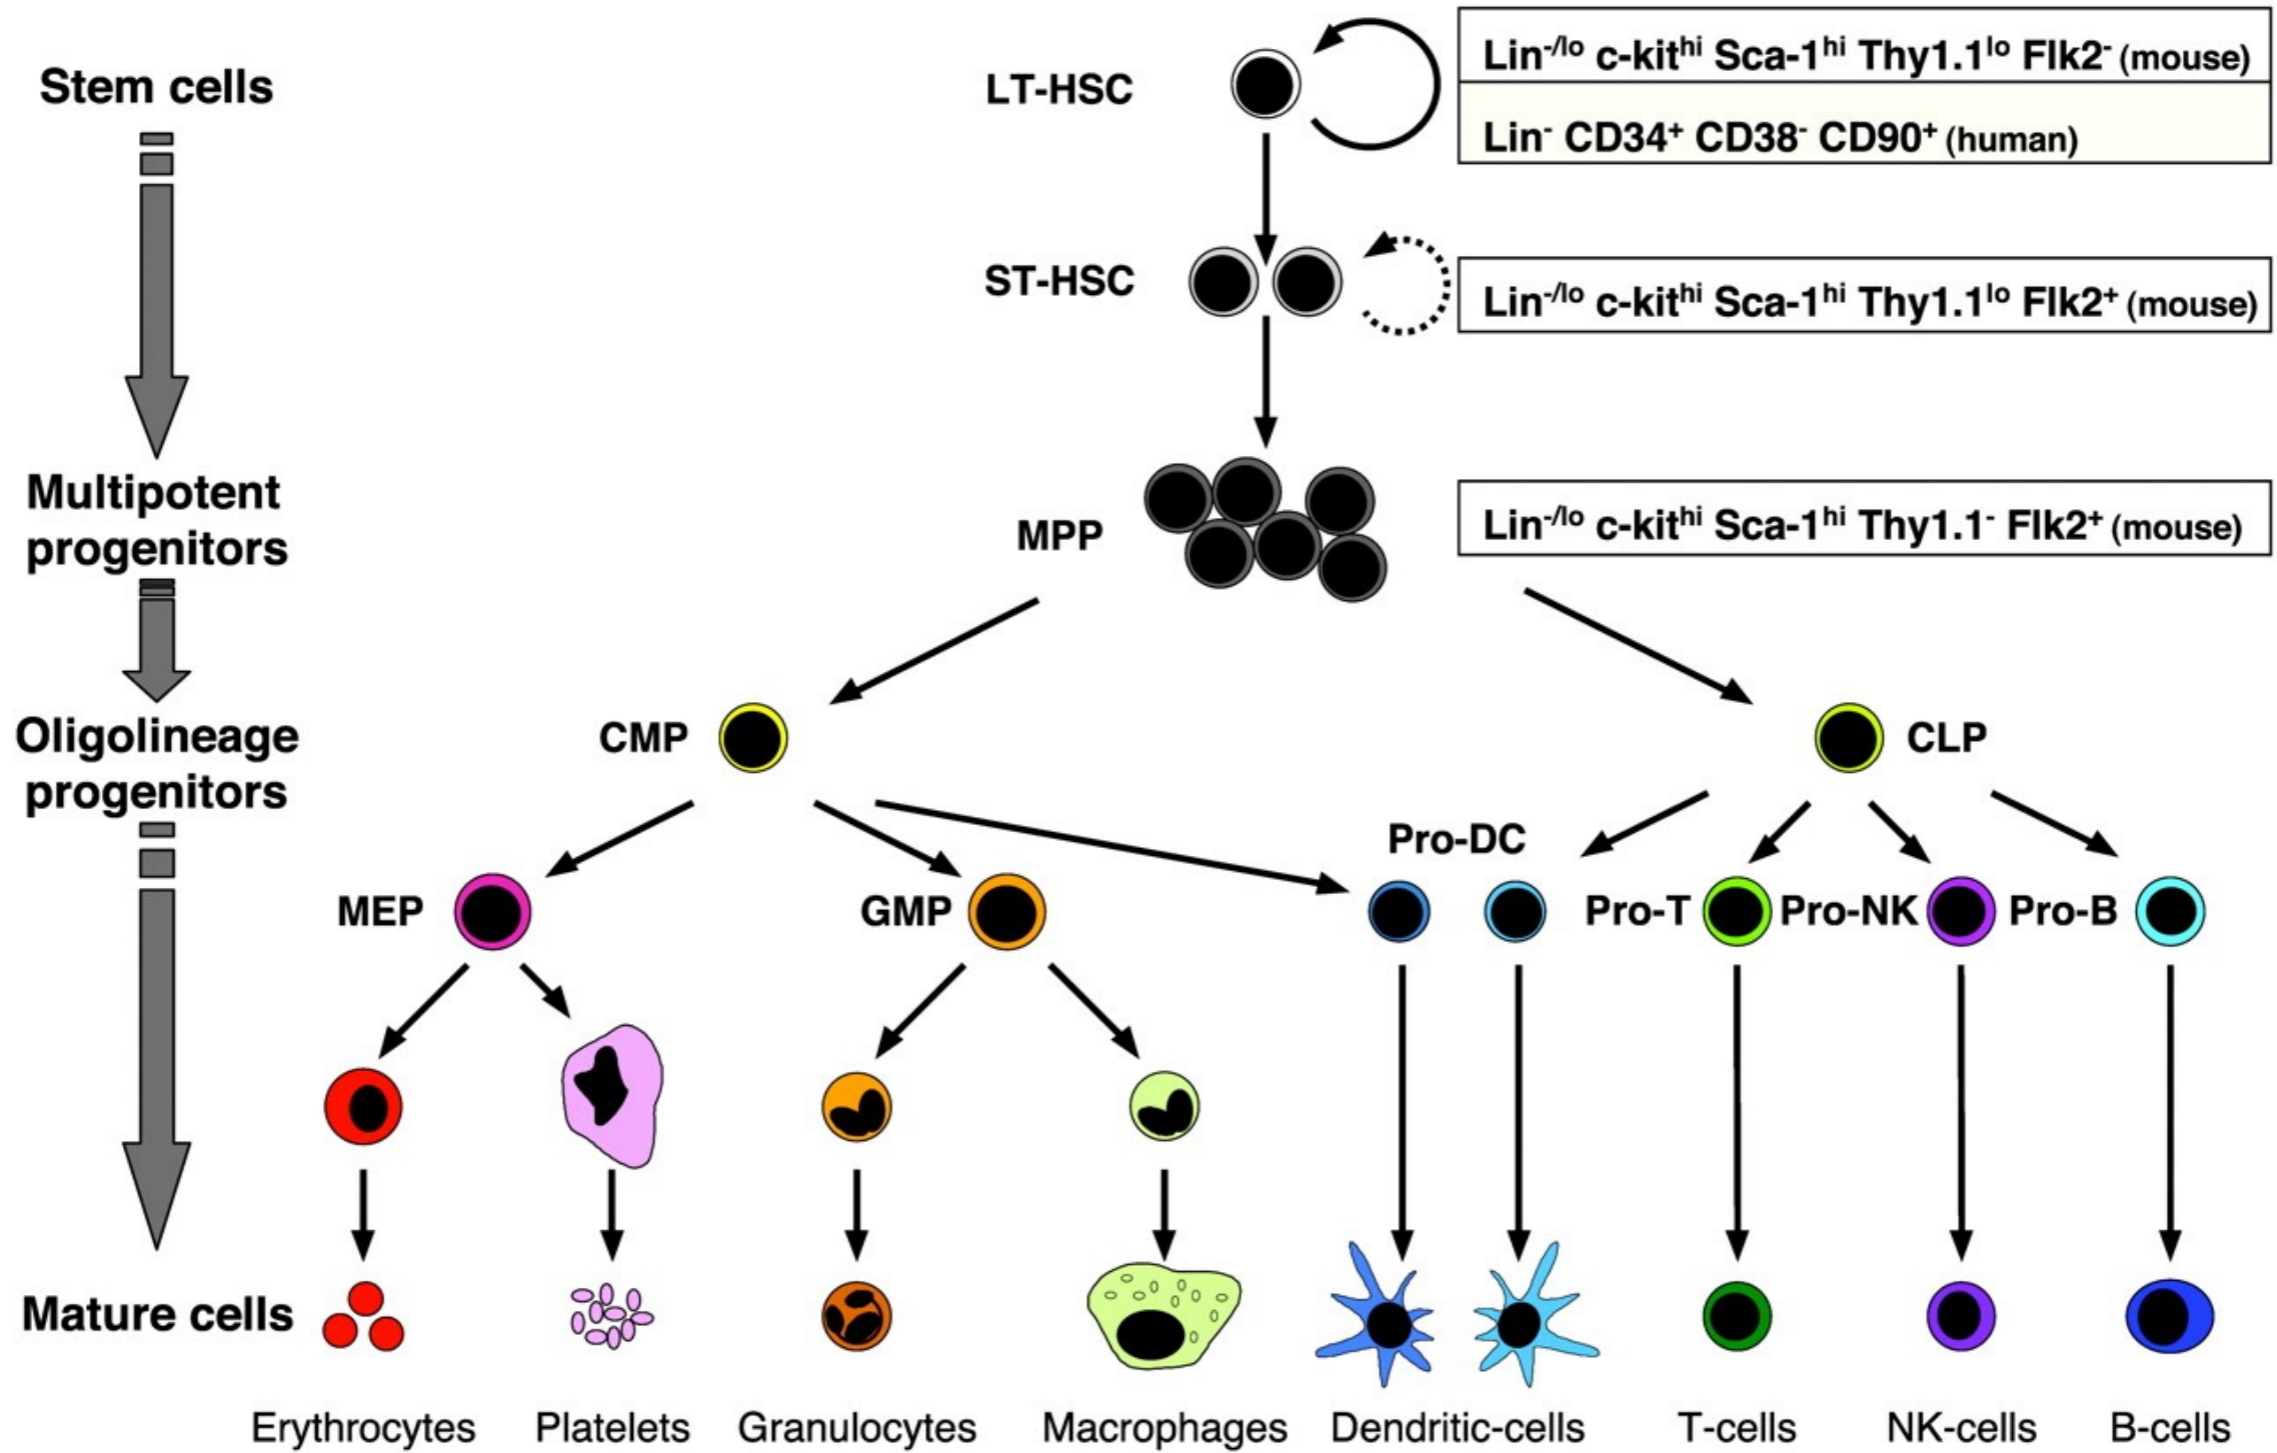 Stem cells
LT-HSC
Lin⁻/ˡᵒ c-kitʰⁱ Sca-1ʰⁱ Thy1.1ˡᵒ Flk2⁻ (mouse)
Lin⁻ CD34⁺ CD38⁻ CD90⁺ (human)
ST-HSC
Lin⁻/ˡᵒ c-kitʰⁱ Sca-1ʰⁱ Thy1.1ˡᵒ Flk2⁺ (mouse)
Multipotent
progenitors
MPP
Lin⁻/ˡᵒ c-kitʰⁱ Sca-1ʰⁱ Thy1.1⁻ Flk2⁺ (mouse)
Oligolineage
progenitors
CMP
CLP
Pro-DC
MEP
GMP
Pro-T
Pro-NK
Pro-B
Mature cells
Erythrocytes
Platelets
Granulocytes
Macrophages
Dendritic-cells
T-cells
NK-cells
B-cells